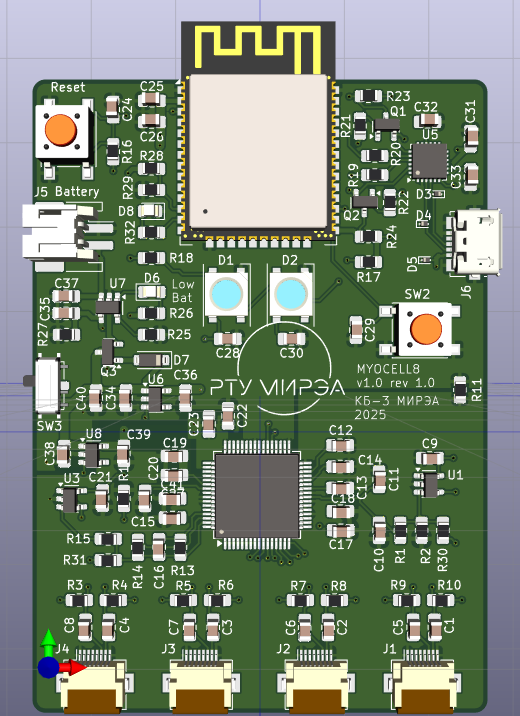 Reset
C25
C24
C26
R16
R28
R29
D8
R32
R18
J5 Battery
R23
Q1
R21
C32
C31
U5
R20
R19
C33
D3
Q2
R22
D4
R24
D5
R17
J6
D1
D2
C37
U7
D6
Low
Bat
C35
R26
R27
R25
C28
C30
C29
SW2
D7
MYOCELL8
v1.0 rev 1.0
КБ-3 МИРЭА
2025
РТУ МИРЭА
R11
U6
C36
C40
C34
SW3
C23
C22
U8
C39
C38
C19
C20
C12
C14
C13
C11
C9
U1
U3
C21
C15
C18
C17
C10
R1
R2
R30
R15
R31
R14
C16
R13
R3
R4
R5
R6
R7
R8
R9
R10
C8
C4
C7
C3
C6
C2
C5
C1
J4
J3
J2
J1